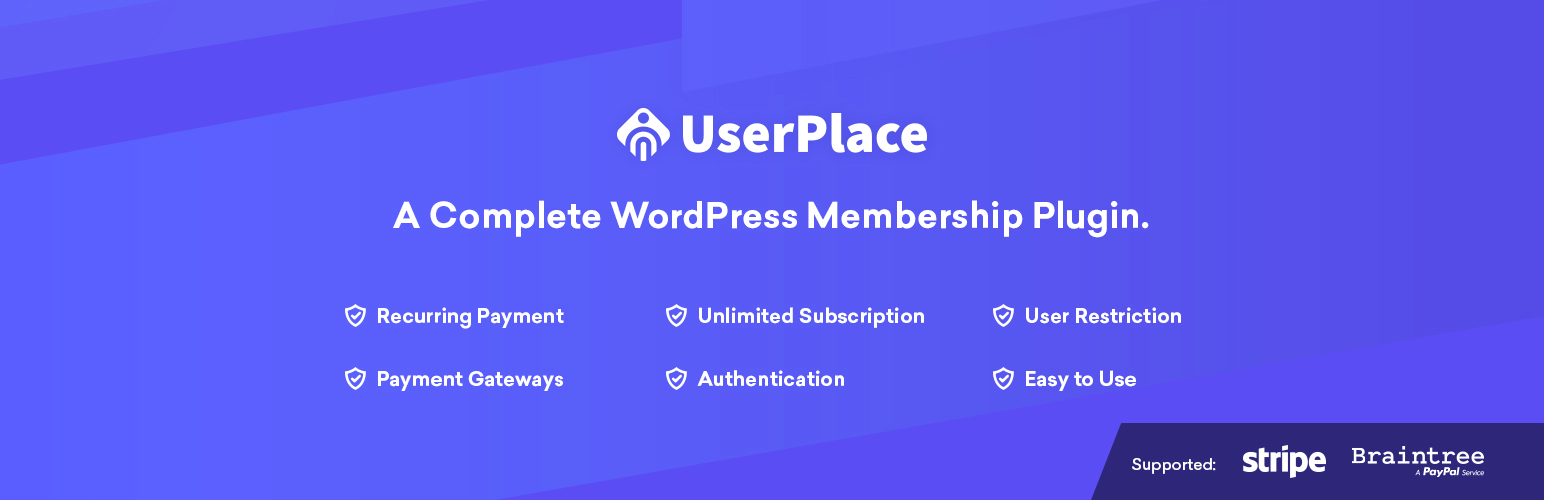 UserPlace
A Complete WordPress Membership Plugin.
Recurring Payment
Unlimited Subscription
User Restriction
Payment Gateways
Authentication
Easy to Use
Supported: stripe Braintree
A PayPal Service